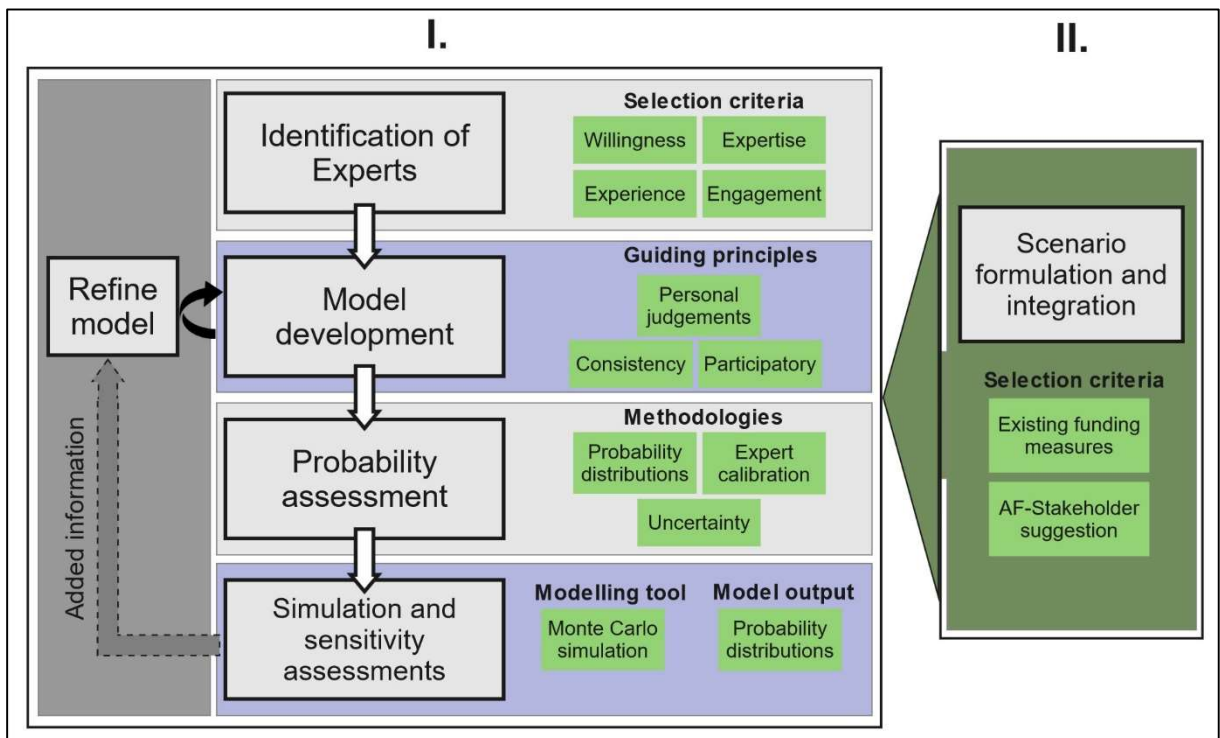 I.
II.
Identification of
Experts
Selection criteria
Willingness
Expertise
Experience
Engagement
Refine
model
Model
development
Guiding principles
Personal
judgements
Consistency
Participatory
Probability
assessment
Methodologies
Probability
distributions
Expert
calibration
Uncertainty
Added information
Simulation and
sensitivity
assessments
Modelling tool
Monte Carlo
simulation
Model output
Probability
distributions
Scenario
formulation and
integration
Selection criteria
Existing funding
measures
AF-Stakeholder
suggestion